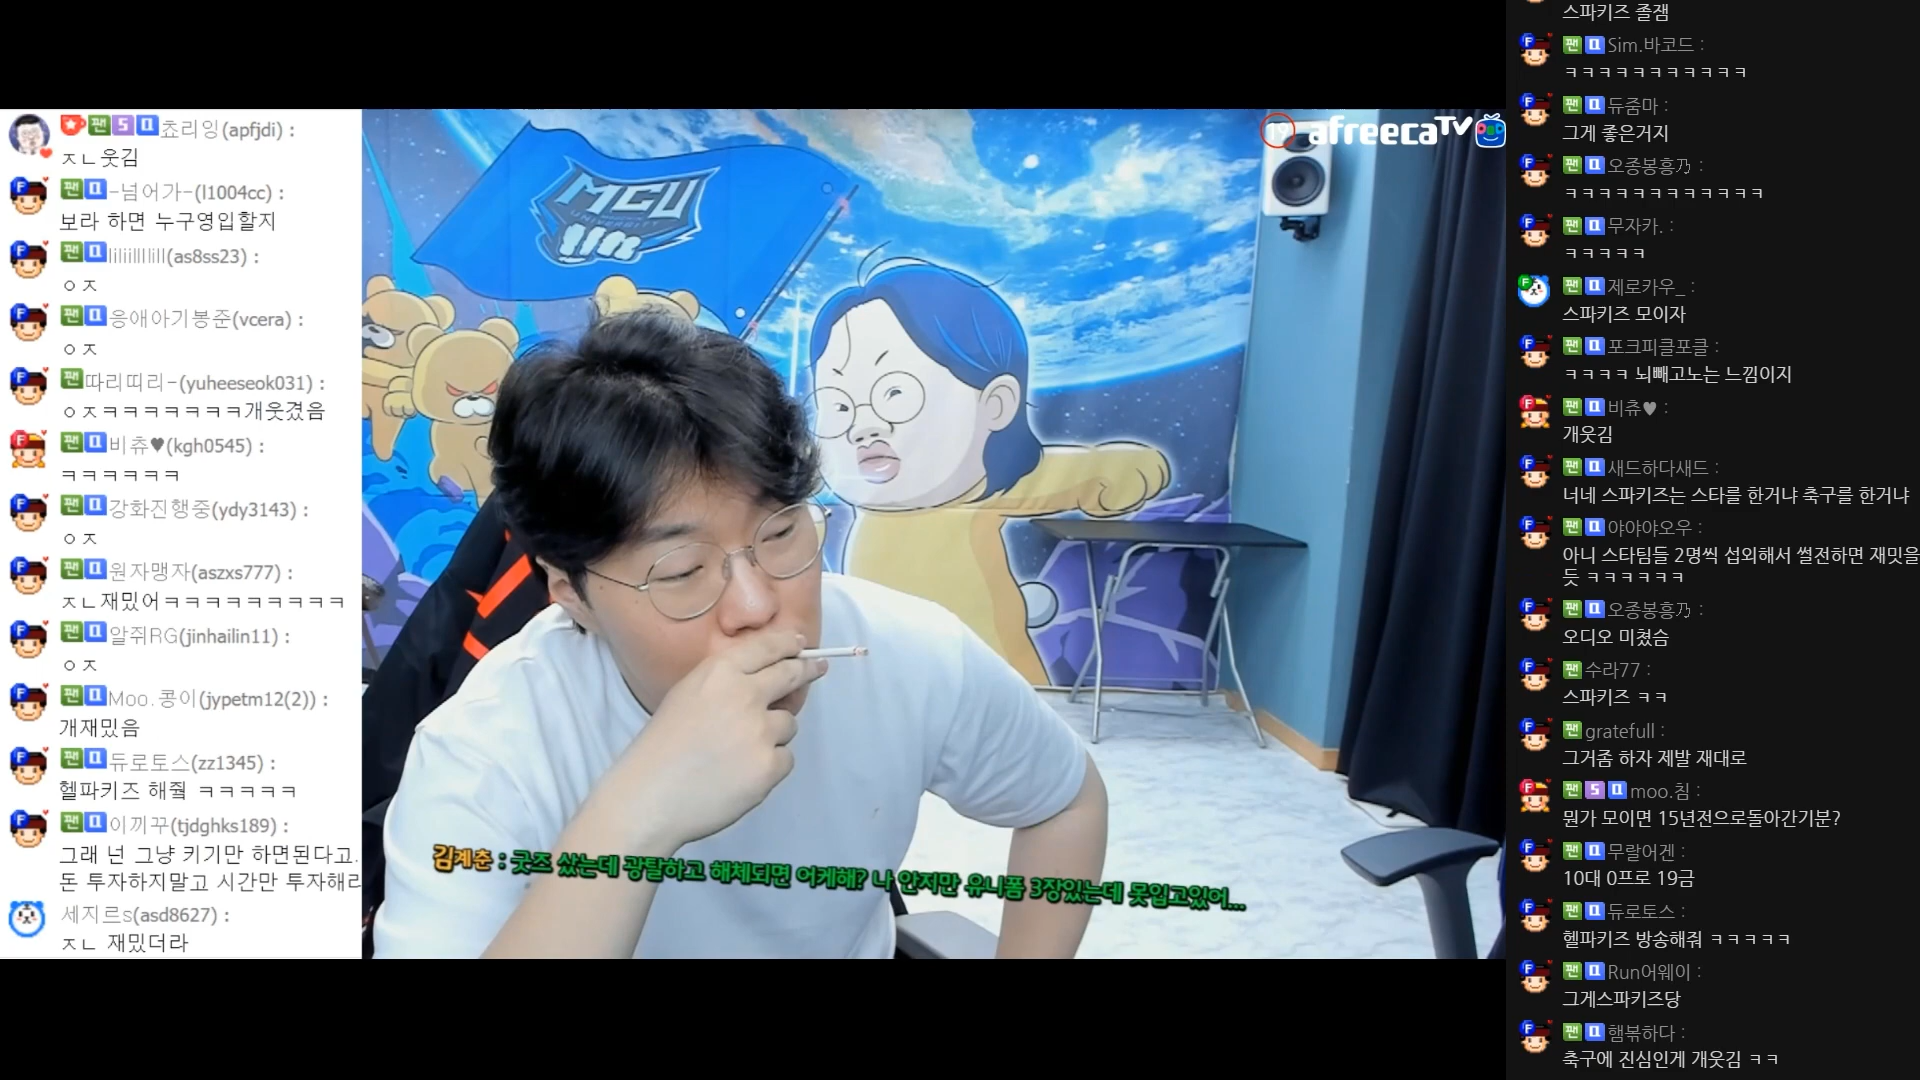 쵸리잉(apfjdi) :
ㅈㄴ웃김
-넘어가-(l1004cc) :
보라 하면 누구영입할지
(as8ss23) :
ㅇㅈ
응애아기봉준(vcera) :
ㅇㅈ
따리띠리-(yuheeseok031) :
ㅇㅈㅋㅋㅋㅋㅋㅋㅋㅋ개웃겼음
비츄♥(kgh0545) :
ㅋㅋㅋㅋㅋㅋ
강화진행중(ydy3143) :
ㅇㅈ
원자맹자(aszxs777) :
ㅈㄴ재밌어ㅋㅋㅋㅋㅋㅋㅋㅋㅋ
알쥐RG(jinhailin11) :
ㅇㅈ
Moo.콩이(jypetm12(2)) :
개재밌음
듀로토스(zz1345) :
헬파키즈 해줰 ㅋㅋㅋㅋㅋ
이끼꾸(tjdghks189) :
그래 넌 그냥 키기만 하면된다고.
돈 투자하지말고 시간만 투자해라
세지르s(asd8627) :
ㅈㄴ 재밌더라
MCU
UNIVERSITY
19 afreecaTV
김계춘 : 굿즈 샀는데 광탈하고 해체되면 어케해? 나 안저만 유니폼 3장있는데 못입고있어...
스파키즈 졸잼
Sim.바코드 :
ㅋㅋㅋㅋㅋㅋㅋㅋㅋㅋㅋ
듀줌마 :
그게 좋은거지
오종봉흥乃 :
ㅋㅋㅋㅋㅋㅋㅋㅋㅋㅋㅋㅋ
무자카. :
ㅋㅋㅋㅋㅋ
제로카우_ :
스파키즈 모이자
포크피클포클 :
ㅋㅋㅋㅋ 뇌빼고노는 느낌이지
비츄♥ :
개웃김
새드하다새드 :
너네 스파키즈는 스타를 한거냐 축구를 한거냐
야야야오우 :
아니 스타팀들 2명씩 섭외해서 썰전하면 재밋을
듯 ㅋㅋㅋㅋㅋㅋ
오종봉흥乃 :
오디오 미쳤슴
수라77 :
스파키즈 ㅋㅋ
gratefull :
그거좀 하자 제발 재대로
moo.침 :
뭔가 모이면 15년전으로돌아간기분?
무랄어겐 :
10대 0프로 19금
듀로토스 :
헬파키즈 방송해줘 ㅋㅋㅋㅋㅋ
Run어웨이 :
그게스파키즈당
햄볶하다 :
축구에 진심인게 개웃김 ㅋㅋ